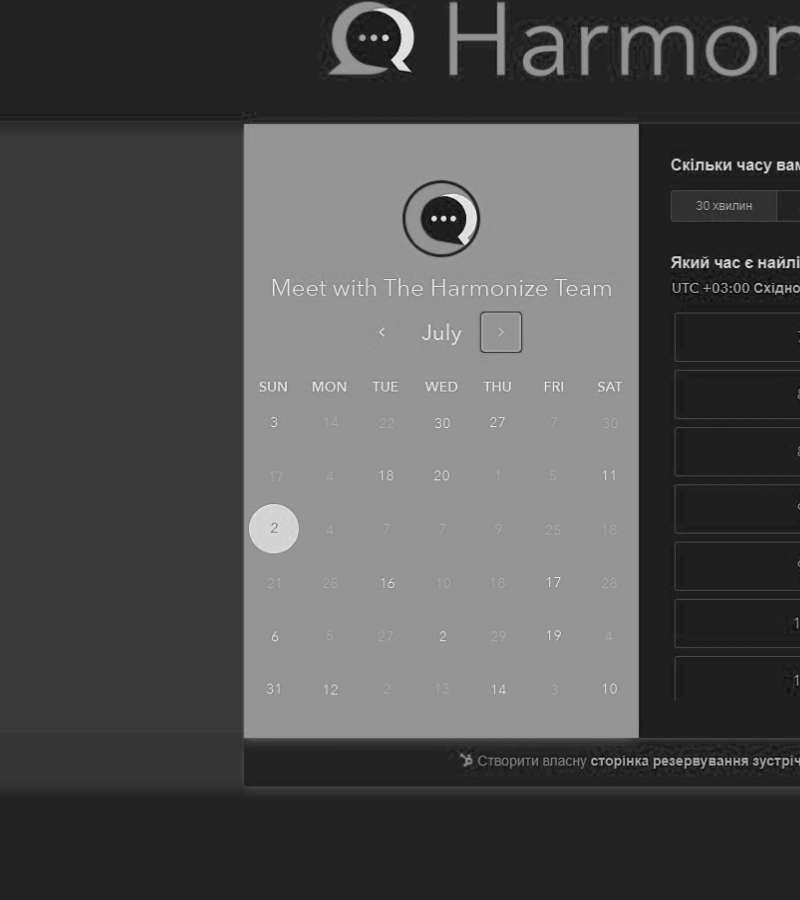 Harmon
Meet with The Harmonize Team
July
SUN MON TUE WED THU FRI SAT
3 14 22 30 27 7 30
17 4 18 20 1 5 11
2 4 7 7 9 25 18
21 28 16 10 18 17 28
6 5 27 2 29 19 4
31 12 2 13 14 3 10
Скільки часу вам
30 хвилин
Який час є найлі
UTC +03:00 Східно
Створити власну сторінка резервування зустріч